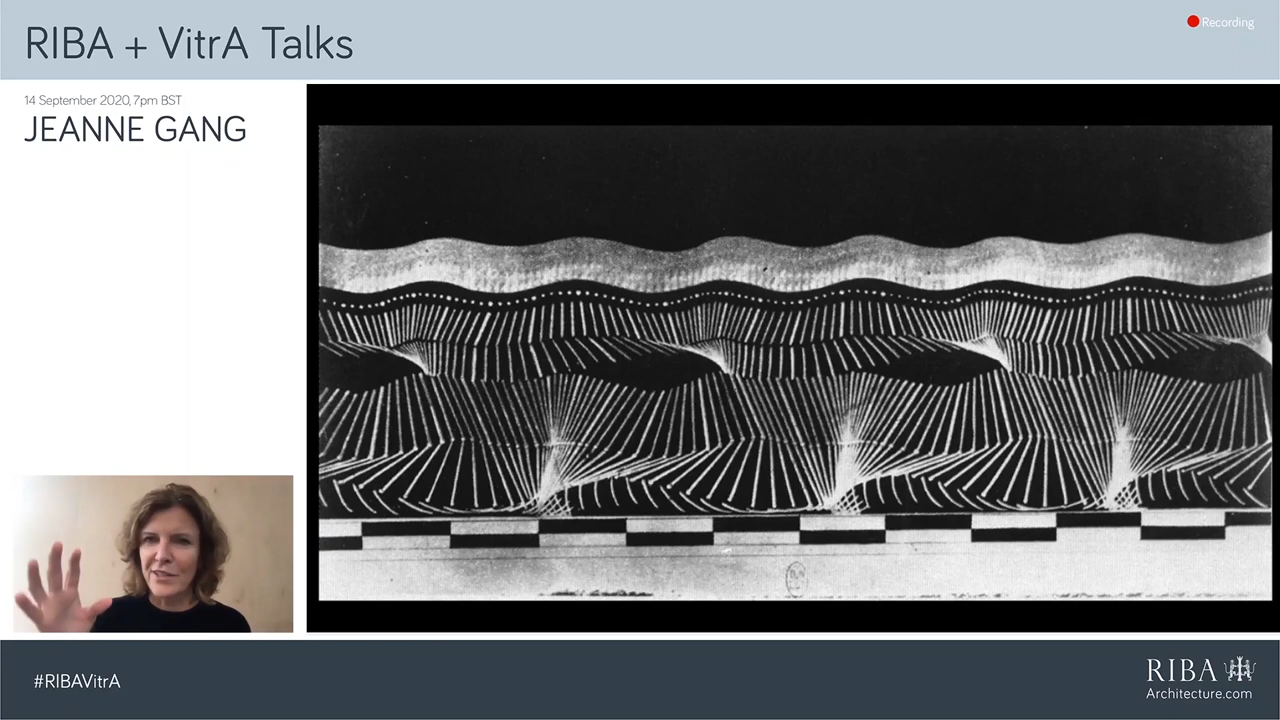 RIBA + VitrA Talks
Recording
14 September 2020, 7pm BST
JEANNE GANG
#RIBAVitrA
RIBA
Architecture.com